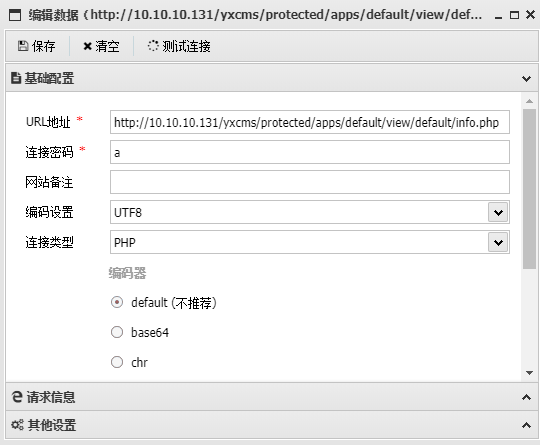 编辑数据 (http://10.10.10.131/yxcms/protected/apps/default/view/def...
保存 清空 测试连接
基础配置
URL地址 * http://10.10.10.131/yxcms/protected/apps/default/view/default/info.php
连接密码 * a
网站备注
编码设置 UTF8
连接类型 PHP
编码器
default (不推荐)
base64
chr
请求信息
其他设置